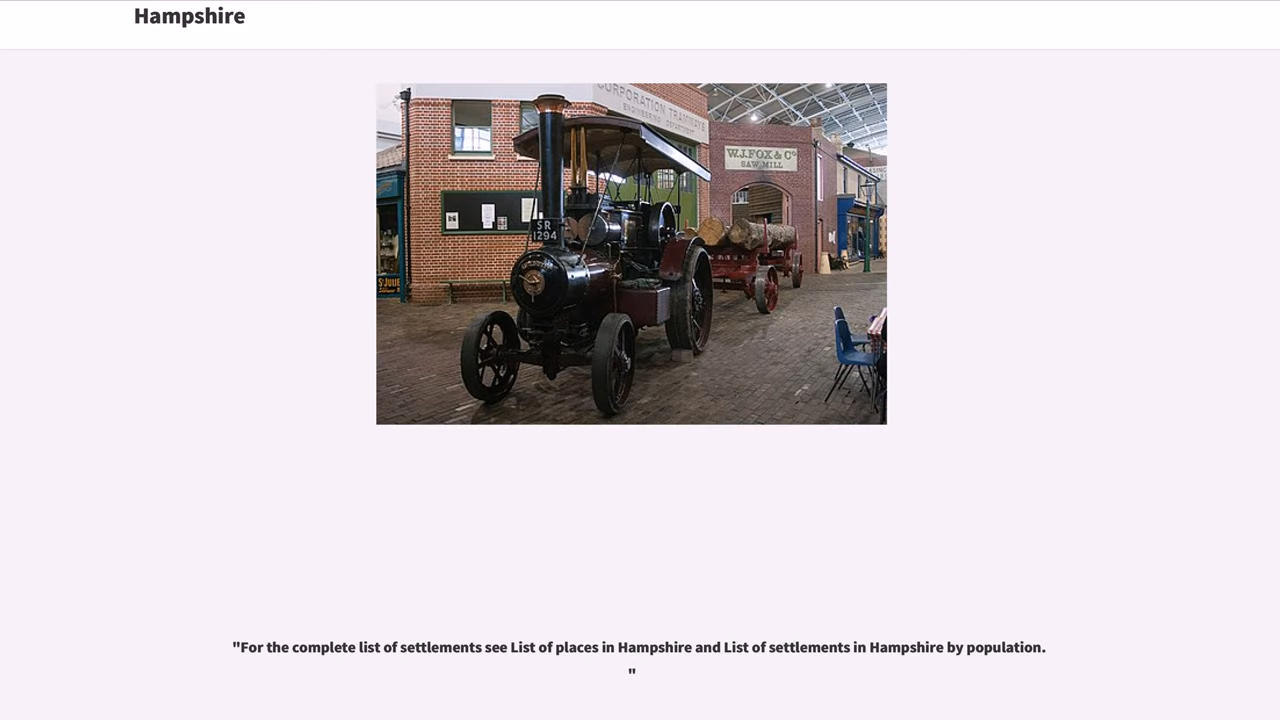 Hampshire
CORPORATION TRAMWAYS
ENGINEERING DEPARTMENT
W.J.FOX & Cº
SAW MILL
SR
1294
"For the complete list of settlements see List of places in Hampshire and List of settlements in Hampshire by population.
"